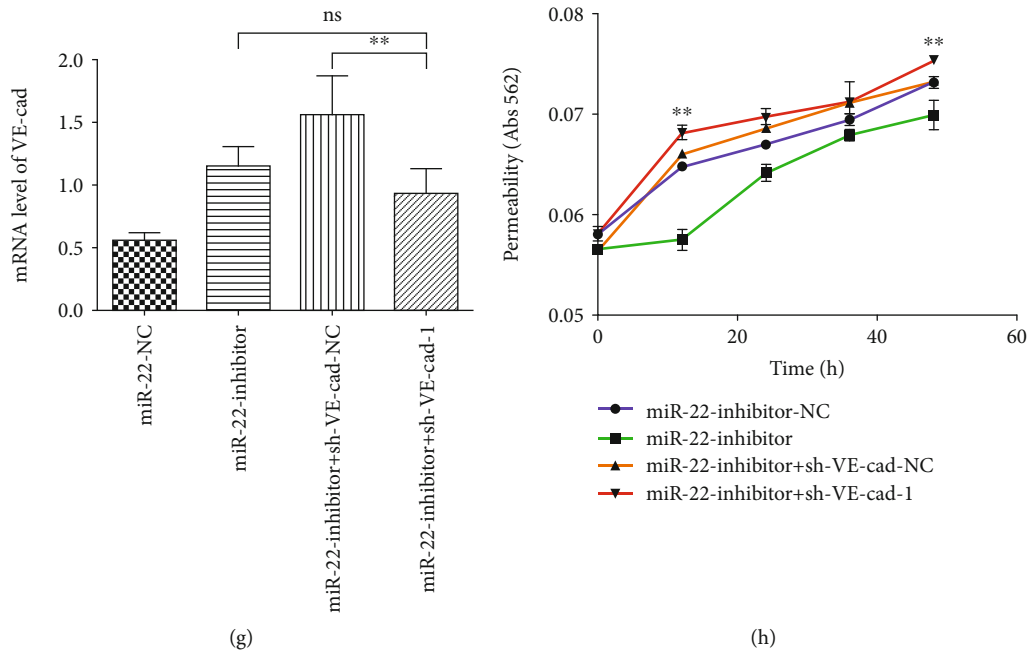 ns
**
mRNA level of VE-cad
2.0
1.5
1.0
0.5
0.0
miR-22-NC
miR-22-inhibitor
miR-22-inhibitor+sh-VE-cad-NC
miR-22-inhibitor+sh-VE-cad-1
(g)
Permeability (Abs 562)
0.08
0.07
0.06
0.05
**
**
0
20
40
60
Time (h)
miR-22-inhibitor-NC
miR-22-inhibitor
miR-22-inhibitor+sh-VE-cad-NC
miR-22-inhibitor+sh-VE-cad-1
(h)